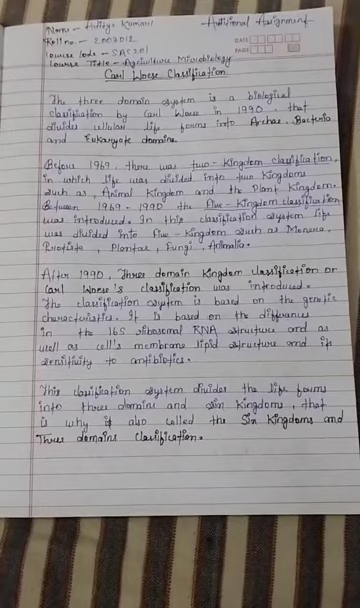 Name - Aditya Kumar
Additional Assignment
Roll no. - 2003012
DATE
Course Code - SAC201
PAGE
Course Title - Agriculture Microbiology
Carl Woese Classification
The three domain system is a biological
classification by Carl Woese in 1990 that
divides cellular life forms into Archae, Bacteria
and Eukaryote domains.
Before 1969, there was two-Kingdom classification,
in which life was divided into two Kingdoms
such as, Animal Kingdom and the Plant Kingdom.
Between 1969-1990 the five-Kingdom classification
was introduced. In this classification system life
was divided into five-Kingdom such as Monera,
Protista, Plantae, Fungi, Animalia.
After 1990, Three domain Kingdom classification or
Carl Woese's classification was introduced.
The classification system is based on the genetic
characteristics. It is based on the differences
in the 16S ribosomal RNA structure and as
well as cell's membrane lipid structure and its
sensitivity to antibiotics.
This classification system divides the life forms
into three domains and six Kingdoms, that
is why it also called the Six Kingdoms and
Three domains Classification.